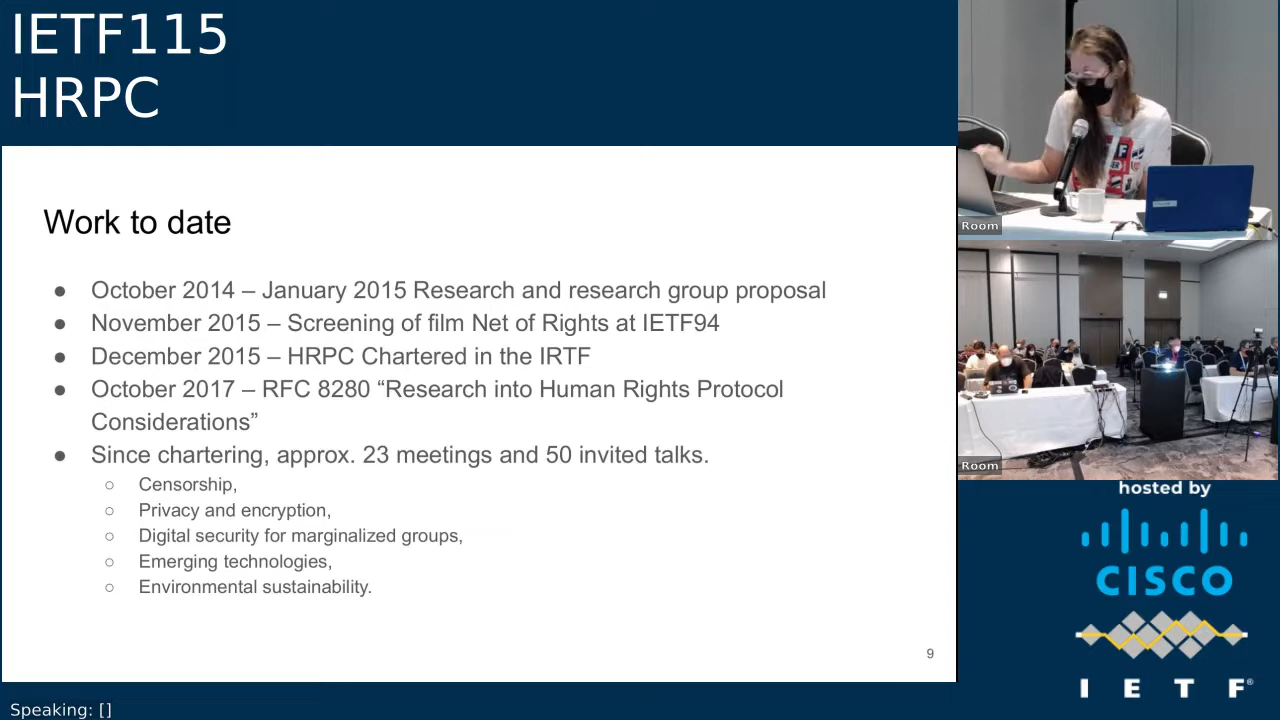 IETF115
HRPC
Work to date
● October 2014 – January 2015 Research and research group proposal
● November 2015 – Screening of film Net of Rights at IETF94
● December 2015 – HRPC Chartered in the IRTF
● October 2017 – RFC 8280 “Research into Human Rights Protocol
Considerations”
● Since chartering, approx. 23 meetings and 50 invited talks.
○ Censorship,
○ Privacy and encryption,
○ Digital security for marginalized groups,
○ Emerging technologies,
○ Environmental sustainability.
9
Room
Room
hosted by
CISCO
I E T F®
Speaking: []